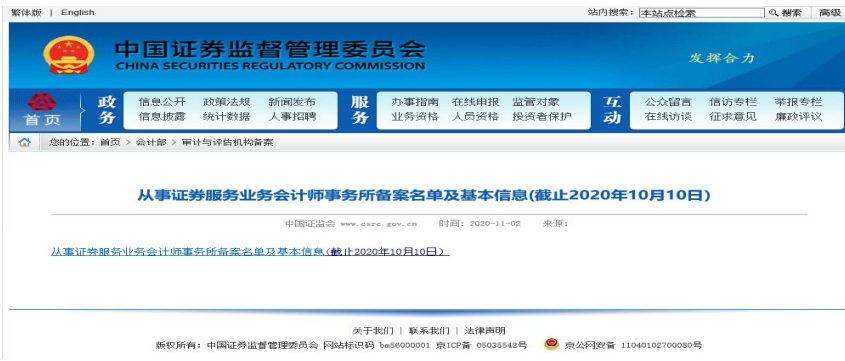 繁体版 | English 站内搜索: 本站点检索 搜索 高级
中国证券监督管理委员会
CHINA SECURITIES REGULATORY COMMISSION
发挥合力
首页 政务 信息公开 政策法规 新闻发布 服务 办事指南 在线申报 监管对象 互动 公众留言 信访专栏 举报专栏
信息披露 统计数据 人事招聘 业务资格 人员资格 投资者保护 在线访谈 征求意见 廉政评议
您的位置: 首页 > 会计部 > 审计与评估机构备案
从事证券服务业务会计师事务所备案名单及基本信息(截止2020年10月10日)
中国证监会 www.csrc.gov.cn 时间: 2020-11-02 来源:
从事证券服务业务会计师事务所备案名单及基本信息(截止2020年10月10日)
关于我们 | 联系我们 | 法律声明
版权所有: 中国证券监督管理委员会 网站标识码 bm56000001 京ICP备 05035542号 京公网安备 11040102700080号